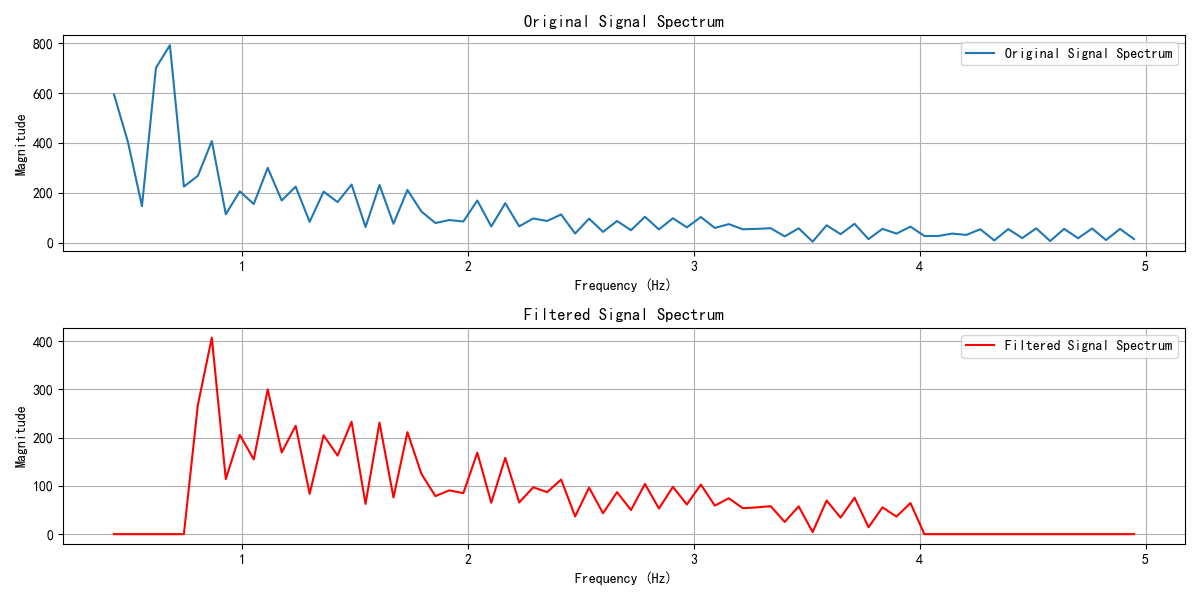 Original Signal Spectrum
Original Signal Spectrum
800
600
400
200
0
Magnitude
1 2 3 4 5
Frequency (Hz)
Filtered Signal Spectrum
Filtered Signal Spectrum
400
300
200
100
0
Magnitude
1 2 3 4 5
Frequency (Hz)